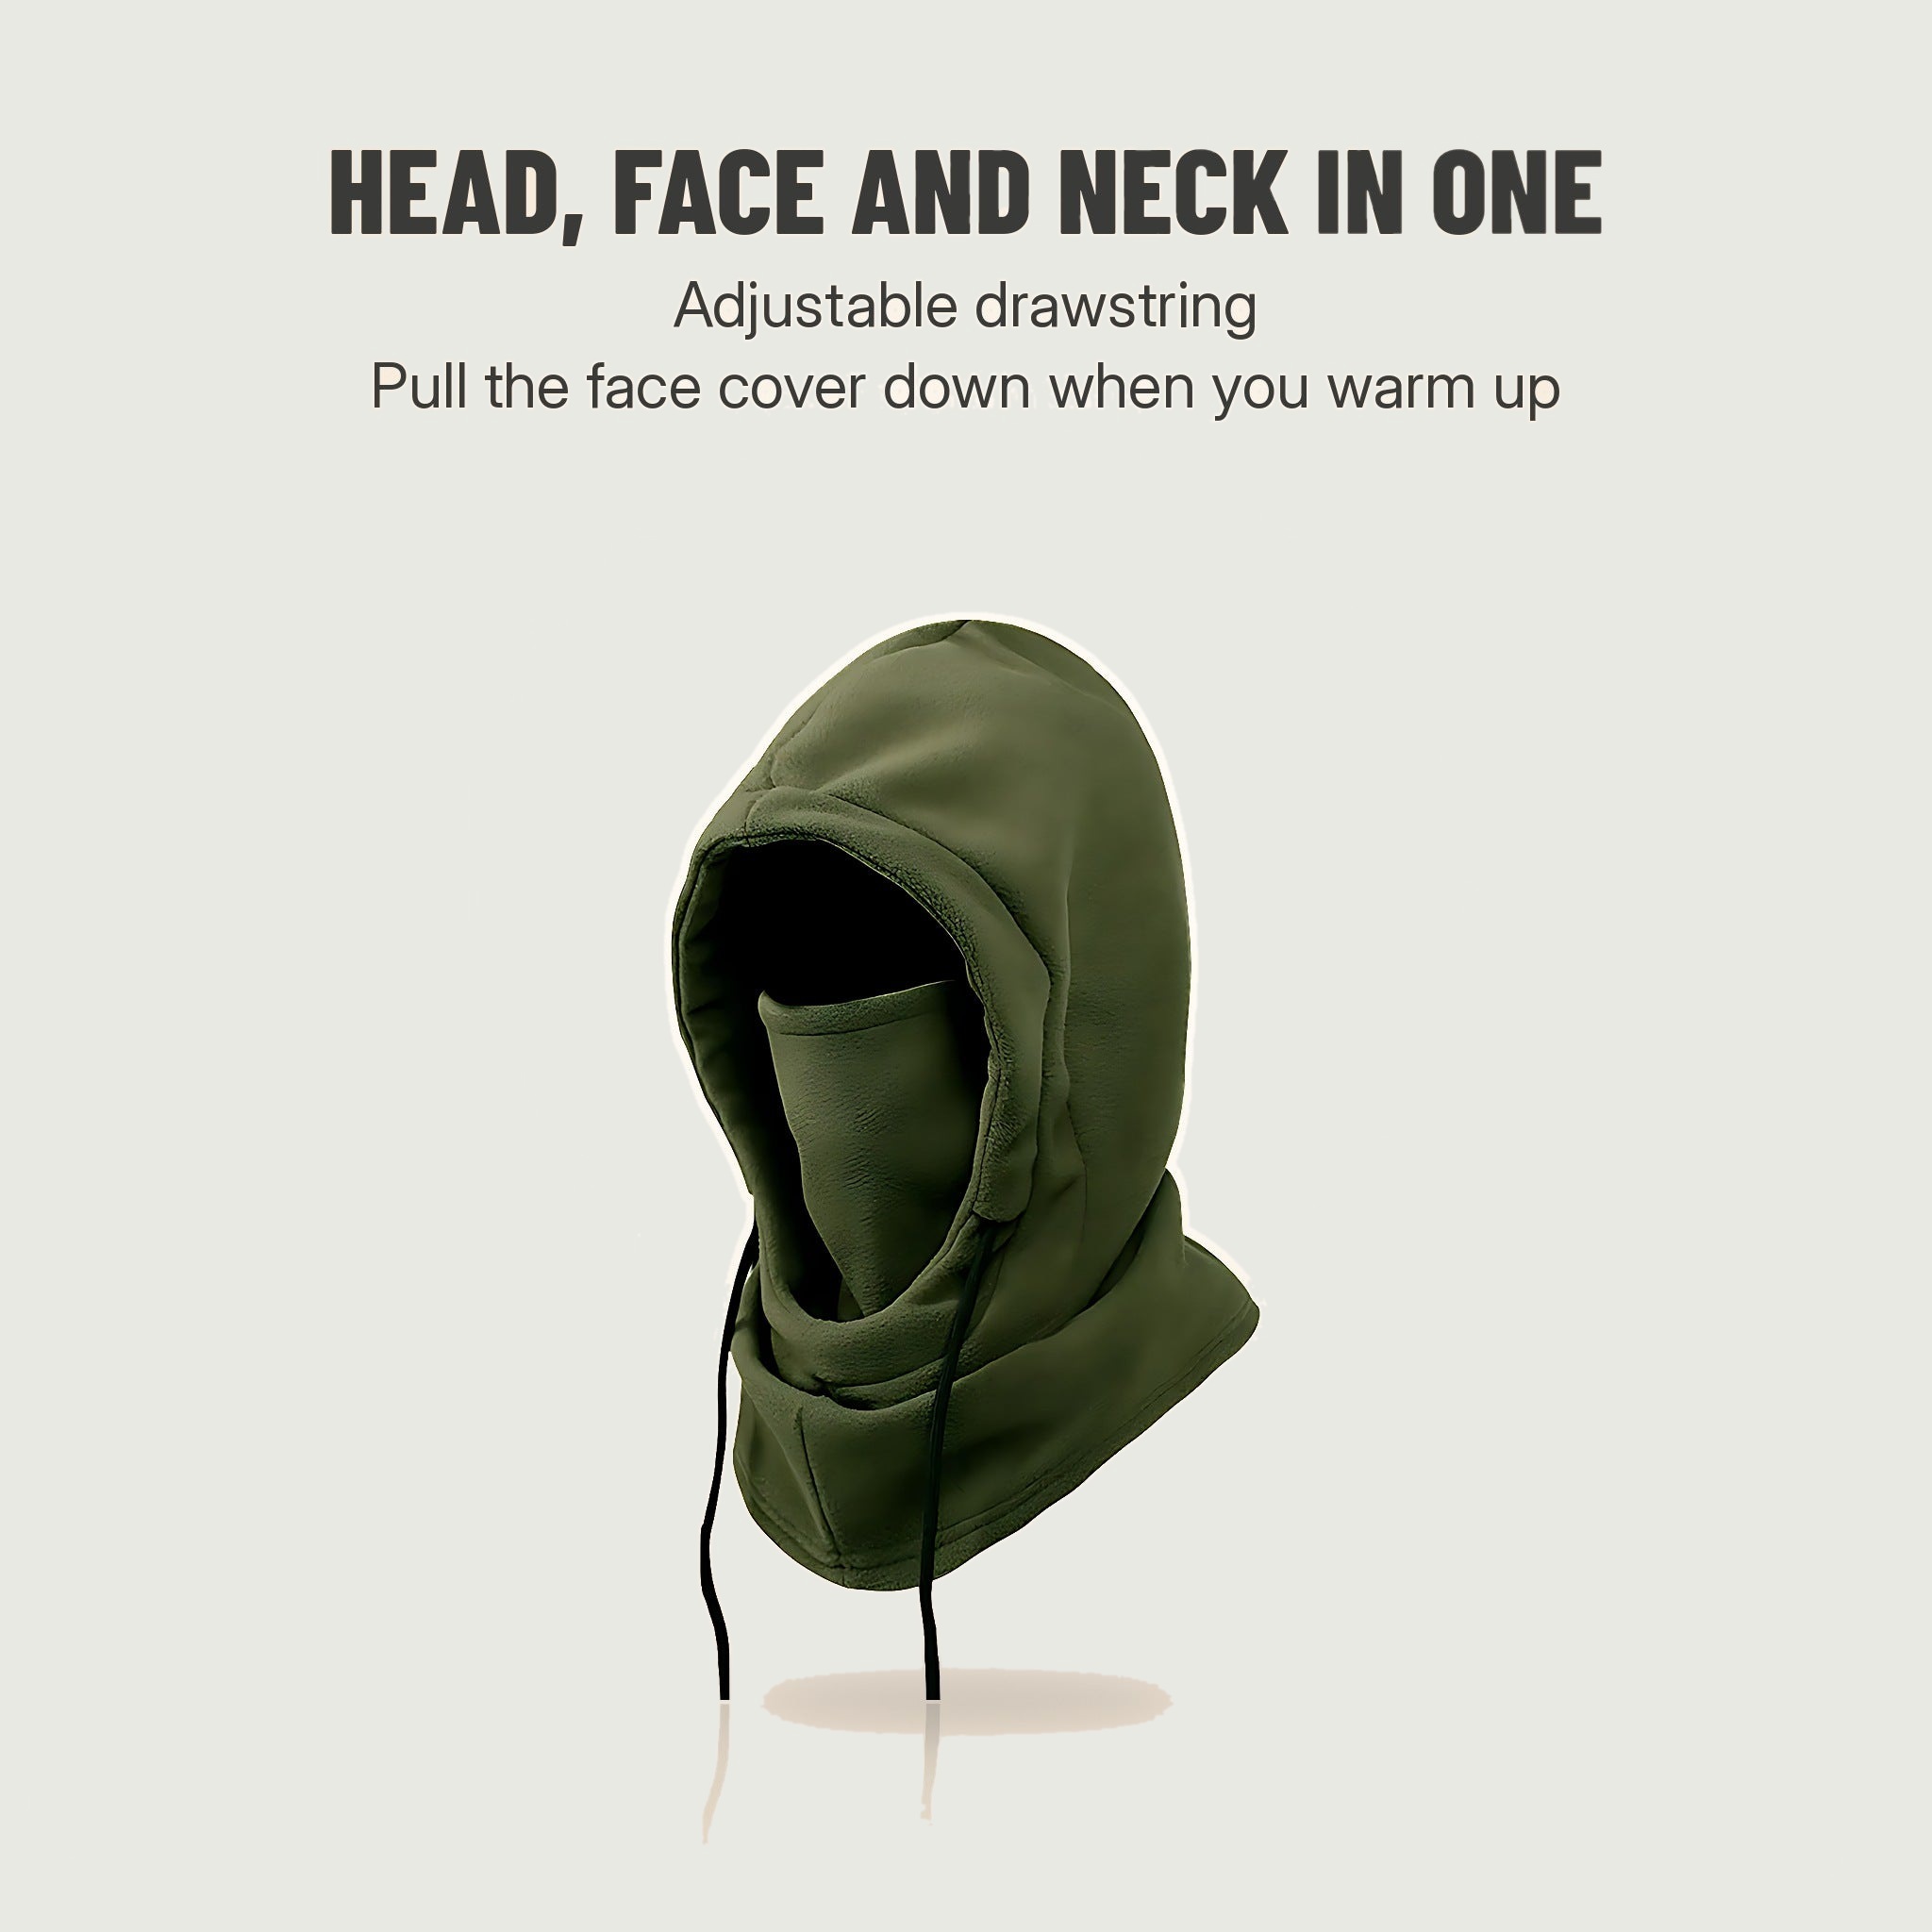 HEAD, FACE AND NECK IN ONE
Adjustable drawstring
Pull the face cover down when you warm up